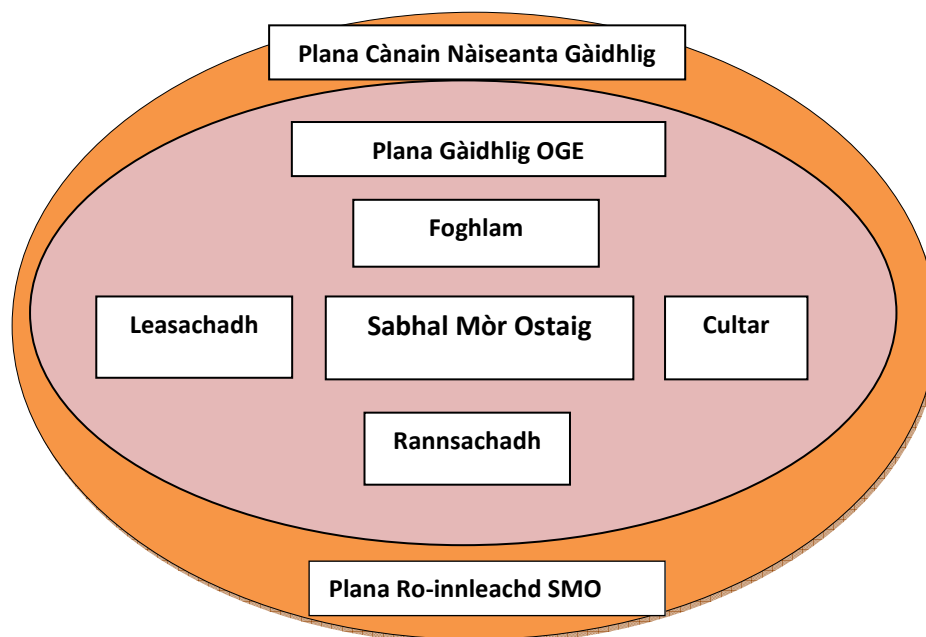 Plana Cànain Nàiseanta Gàidhlig
Plana Gàidhlig OGE
Foghlam
Leasachadh
Sabhal Mòr Ostaig
Cultar
Rannsachadh
Plana Ro-innleachd SMO